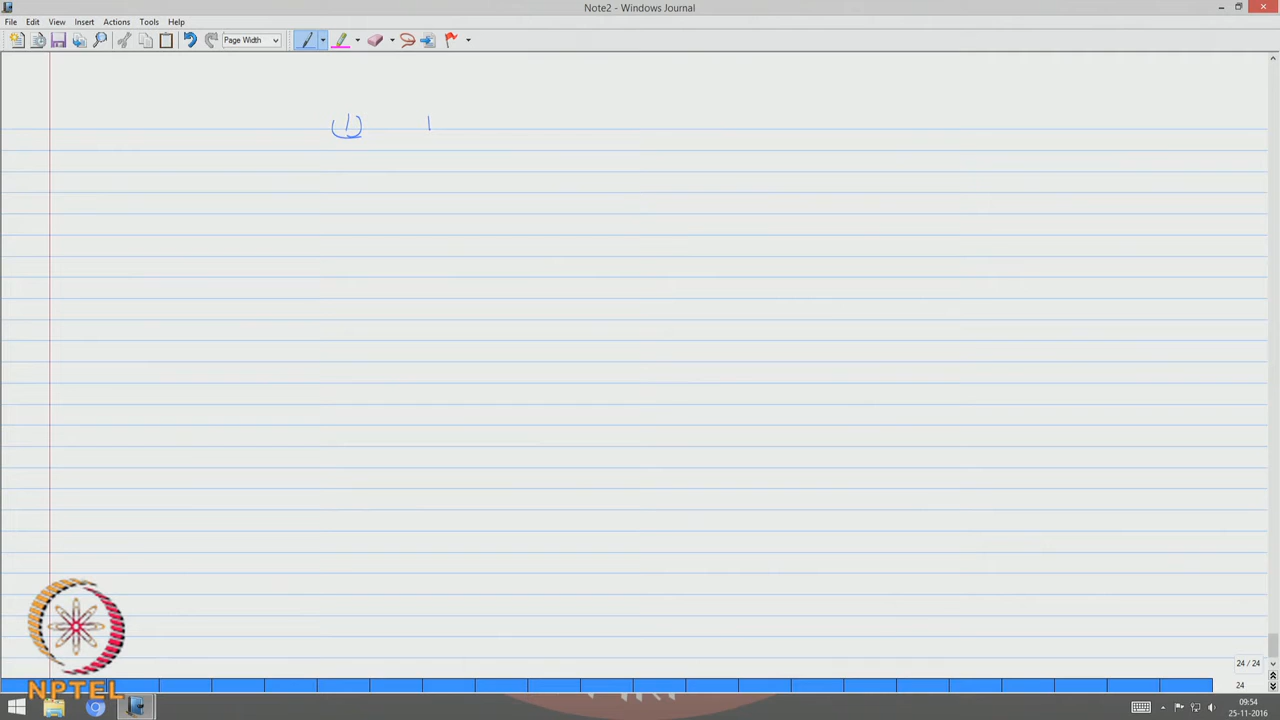 Note2 - Windows Journal
File Edit View Insert Actions Tools Help
Page Width
(1) |
24 / 24
24
NPTEL
09:54
25-11-2016